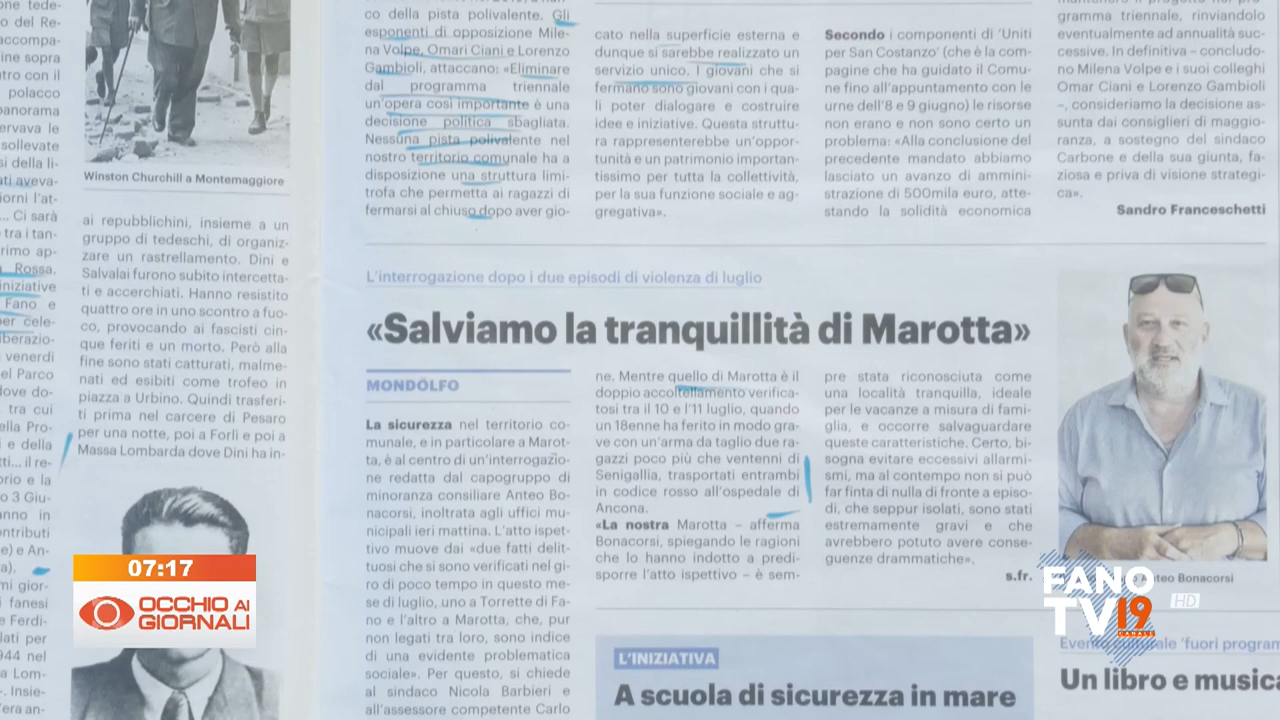 Winston Churchill a Montemaggiore
ai repubblichini, insieme a un
gruppo di tedeschi, di organiz-
zare un rastrellamento. Dini e
Salvalai furono subito intercetta-
ti e accerchiati. Hanno resistito
quattro ore in uno scontro a fuo-
co, provocando ai fascisti cin-
que feriti e un morto. Però alla
fine sono stati catturati, malme-
nati ed esibiti come trofeo in
piazza a Urbino. Quindi trasferi-
ti prima nel carcere di Pesaro
per una notte, poi a Forlì e poi a
Massa Lombarda dove Dini ha in-
co della pista polivalente. Gli
esponenti di opposizione Mile-
na Volpe, Omari Ciani e Lorenzo
Gambioli, attaccano: «Eliminare
dal programma triennale
un'opera così importante è una
decisione politica sbagliata.
Nessuna pista polivalente nel
nostro territorio comunale ha a
disposizione una struttura limi-
trofa che permetta ai ragazzi di
fermarsi al chiuso dopo aver gio-
cato nella superficie esterna e
dunque si sarebbe realizzato un
servizio unico. I giovani che si
fermano sono giovani con i qua-
li poter dialogare e costruire
idee e iniziative. Questa struttu-
ra rappresenterebbe un'oppor-
tunità e un patrimonio importan-
tissimo per tutta la collettività,
per la sua funzione sociale e ag-
gregativa».
Secondo i componenti di 'Uniti
per San Costanzo' (che è la com-
pagine che ha guidato il Comu-
ne fino all'appuntamento con le
urne dell'8 e 9 giugno) le risorse
non erano e non sono certo un
problema: «Alla conclusione del
precedente mandato abbiamo
lasciato un avanzo di ammini-
strazione di 500mila euro, atte-
stando la solidità economica
gramma triennale, rinviandolo
eventualmente ad annualità suc-
cessive. In definitiva – concludo-
no Milena Volpe e i suoi colleghi
Omar Ciani e Lorenzo Gambioli
–, consideriamo la decisione as-
sunta dai consiglieri di maggio-
ranza, a sostegno del sindaco
Carbone e della sua giunta, fa-
ziosa e priva di visione strategi-
ca».
Sandro Franceschetti
L'interrogazione dopo i due episodi di violenza di luglio
«Salviamo la tranquillità di Marotta»
MONDOLFO
La sicurezza nel territorio co-
munale, e in particolare a Marot-
ta, è al centro di un'interrogazio-
ne redatta dal capogruppo di
minoranza consiliare Anteo Bo-
nacorsi, inoltrata agli uffici mu-
nicipali ieri mattina. L'atto ispet-
tivo muove dai «due fatti delit-
tuosi che si sono verificati nel gi-
ro di poco tempo in questo me-
se di luglio, uno a Torrette di Fa-
no e l'altro a Marotta, che, pur
non legati tra loro, sono indice
di una evidente problematica
sociale». Per questo, si chiede
al sindaco Nicola Barbieri e
all'assessore competente Carlo
ne. Mentre quello di Marotta è il
doppio accoltellamento verifica-
tosi tra il 10 e l'11 luglio, quando
un 18enne ha ferito in modo gra-
ve con un'arma da taglio due ra-
gazzi poco più che ventenni di
Senigallia, trasportati entrambi
in codice rosso all'ospedale di
Ancona.
«La nostra Marotta – afferma
Bonacorsi, spiegando le ragioni
che lo hanno indotto a predi-
sporre l'atto ispettivo – è sem-
pre stata riconosciuta come
una località tranquilla, ideale
per le vacanze a misura di fami-
glia, e occorre salvaguardare
queste caratteristiche. Certo, bi-
sogna evitare eccessivi allarmi-
smi, ma al contempo non si può
far finta di nulla di fronte a episo-
di, che seppur isolati, sono stati
estremamente gravi e che
avrebbero potuto avere conse-
guenze drammatiche».
s.fr.
Bonacorsi
L'INIZIATIVA
A scuola di sicurezza in mare
'fuori program
Un libro e musica
07:17
OCCHIO AI
GIORNALI
FANO
TV19
CANALE
HD